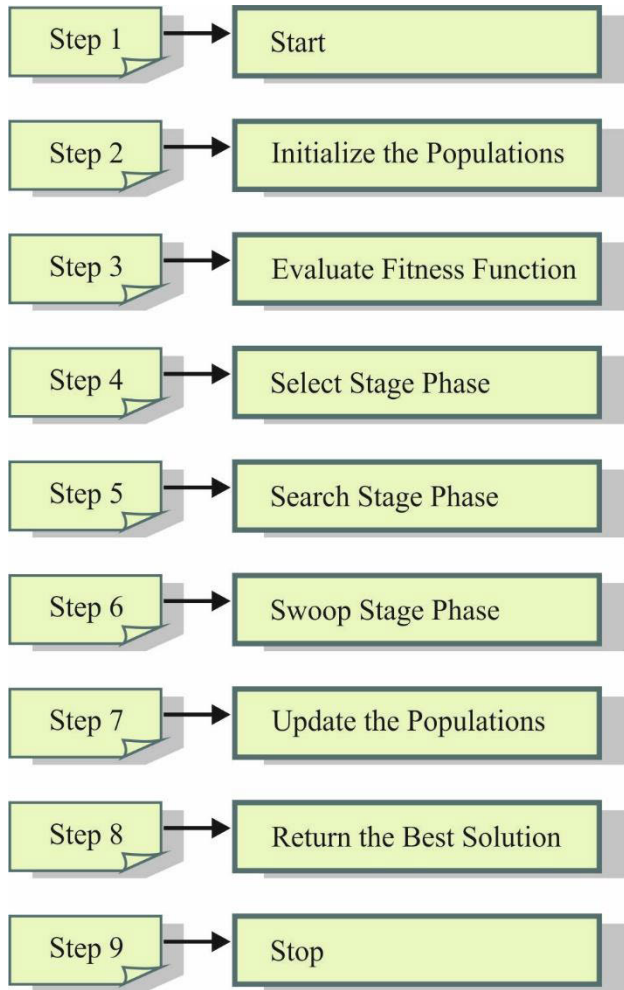 Step 1
Start
Step 2
Initialize the Populations
Step 3
Evaluate Fitness Function
Step 4
Select Stage Phase
Step 5
Search Stage Phase
Step 6
Swoop Stage Phase
Step 7
Update the Populations
Step 8
Return the Best Solution
Step 9
Stop